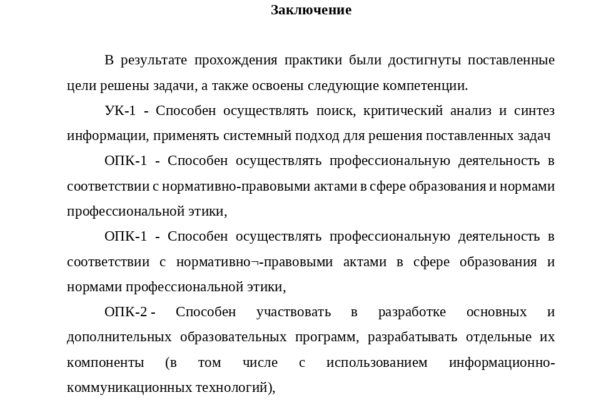 Заключение
В результате прохождения практики были достигнуты поставленные
цели решены задачи, а также освоены следующие компетенции.
УК-1 - Способен осуществлять поиск, критический анализ и синтез
информации, применять системный подход для решения поставленных задач
ОПК-1 - Способен осуществлять профессиональную деятельность в
соответствии с нормативно-правовыми актами в сфере образования и нормами
профессиональной этики,
ОПК-1 - Способен осуществлять профессиональную деятельность в
соответствии с нормативно¬-правовыми актами в сфере образования и
нормами профессиональной этики,
ОПК-2 - Способен участвовать в разработке основных и
дополнительных образовательных программ, разрабатывать отдельные их
компоненты (в том числе с использованием информационно-
коммуникационных технологий),